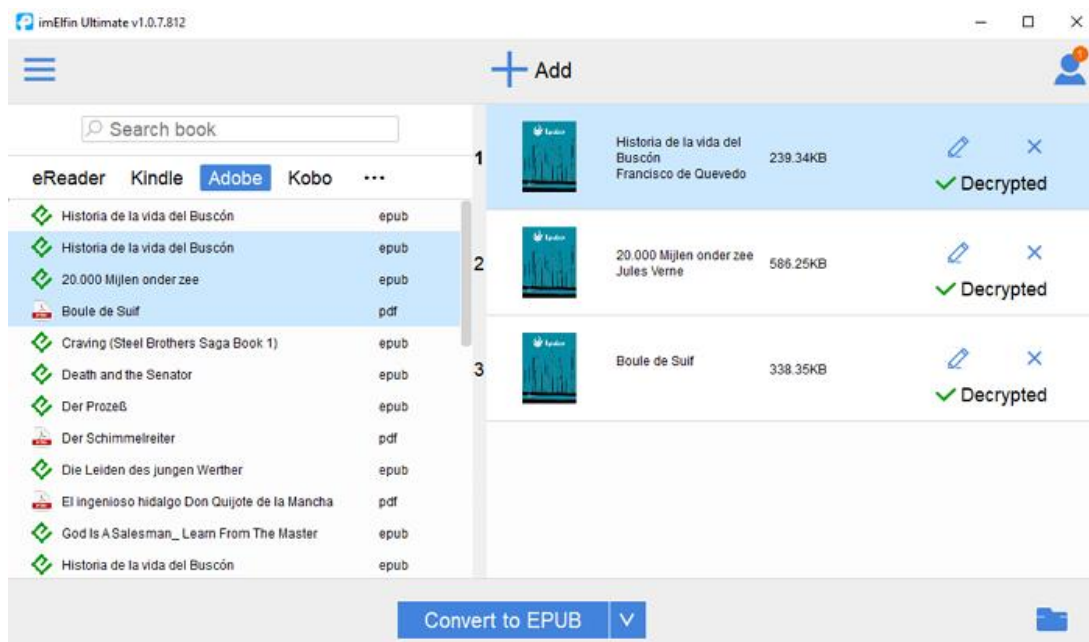 imElfin Ultimate v1.0.7.812
Add
1
Search book
eReader Kindle Adobe Kobo ...
Historia de la vida del Buscón epub
Historia de la vida del Buscón epub
20.000 Mijlen onder zee epub
Boule de Suif pdf
Craving (Steel Brothers Saga Book 1) epub
Death and the Senator epub
Der Prozeß epub
Der Schimmelreiter pdf
Die Leiden des jungen Werther epub
El ingenioso hidalgo Don Quijote de la Mancha pdf
God Is A Salesman_ Learn From The Master epub
Historia de la vida del Buscón epub
1
Historia de la vida del
Buscón
Francisco de Quevedo
239.34KB
Decrypted
2
20.000 Mijlen onder zee
Jules Verne
586.25KB
Decrypted
3
Boule de Suif
338.35KB
Decrypted
Convert to EPUB